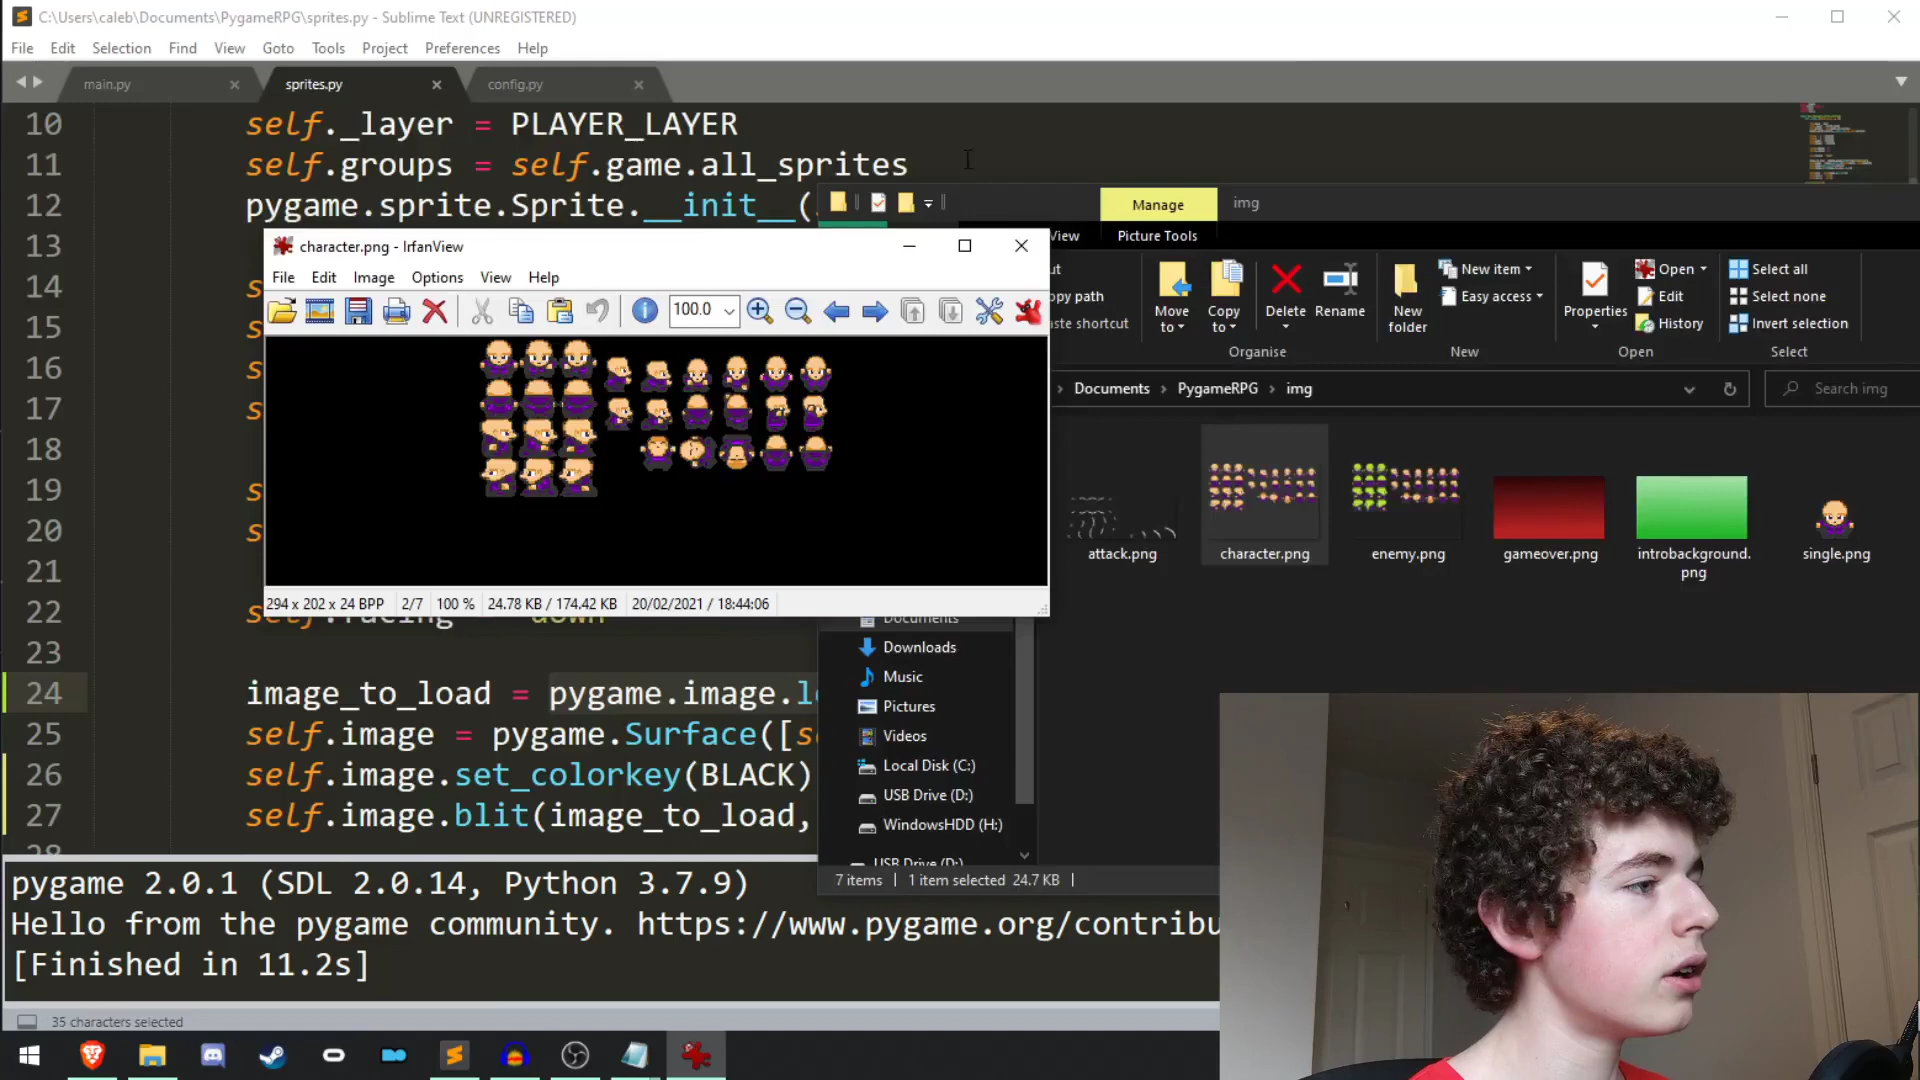 C:\Users\caleb\Documents\PygameRPG\sprites.py - Sublime Text (UNREGISTERED)
File Edit Selection Find View Goto Tools Project Preferences Help
main.py sprites.py config.py
10 self._layer = PLAYER_LAYER
11 self.groups = self.game.all_sprites
12 pygame.sprite.Sprite.__init__(
13
14 s
15 s
16 s
17 s
18
19 s
20 s
21
22
23
24 image_to_load = pygame.image.l
25 self.image = pygame.Surface([s
26 self.image.set_colorkey(BLACK)
27 self.image.blit(image_to_load,
pygame 2.0.1 (SDL 2.0.14, Python 3.7.9)
Hello from the pygame community. https://www.pygame.org/contribu
[Finished in 11.2s]
35 characters selected
character.png - IrfanView
File Edit Image Options View Help
100.0
294 x 202 x 24 BPP 2/7 100 % 24.78 KB / 174.42 KB 20/02/2021 / 18:44:06
Manage img
View Picture Tools
Move to
Copy to
Delete
Rename
New folder
New item
Easy access
Properties
Open
Edit
History
Select all
Select none
Invert selection
Organise New Open Select
Documents PygameRPG img
Search img
attack.png
character.png
enemy.png
gameover.png
introbackground.
png
single.png
Documents
Downloads
Music
Pictures
Videos
Local Disk (C:)
USB Drive (D:)
WindowsHDD (H:)
USB Drive (D:)
7 items 1 item selected 24.7 KB